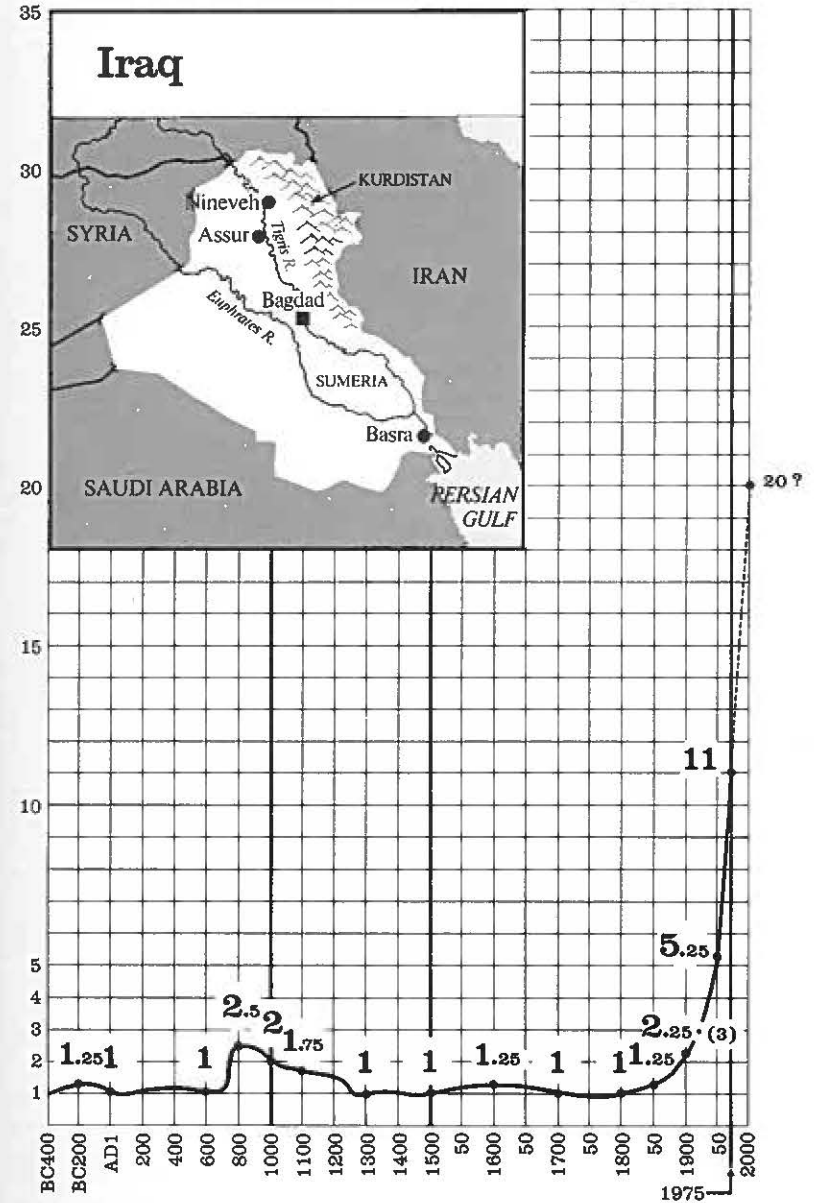 35
Iraq
30
KURDISTAN
Nineveh
SYRIA
Assur
Tigris R.
IRAN
25
Bagdad
Euphrates R.
SUMERIA
Basra
20
SAUDI ARABIA
PERSIAN
GULF
20 ?
15
11
10
5.25
5
4
3
2.5
2
1.75
2.25 · (3)
2
1.25
1
1
1
1
1.25
1
1
1.25
1
BC400
BC200
AD1
200
400
600
800
1000
1100
1200
1300
1400
1500
50
1600
50
1700
50
1800
50
1900
50
2000
1975